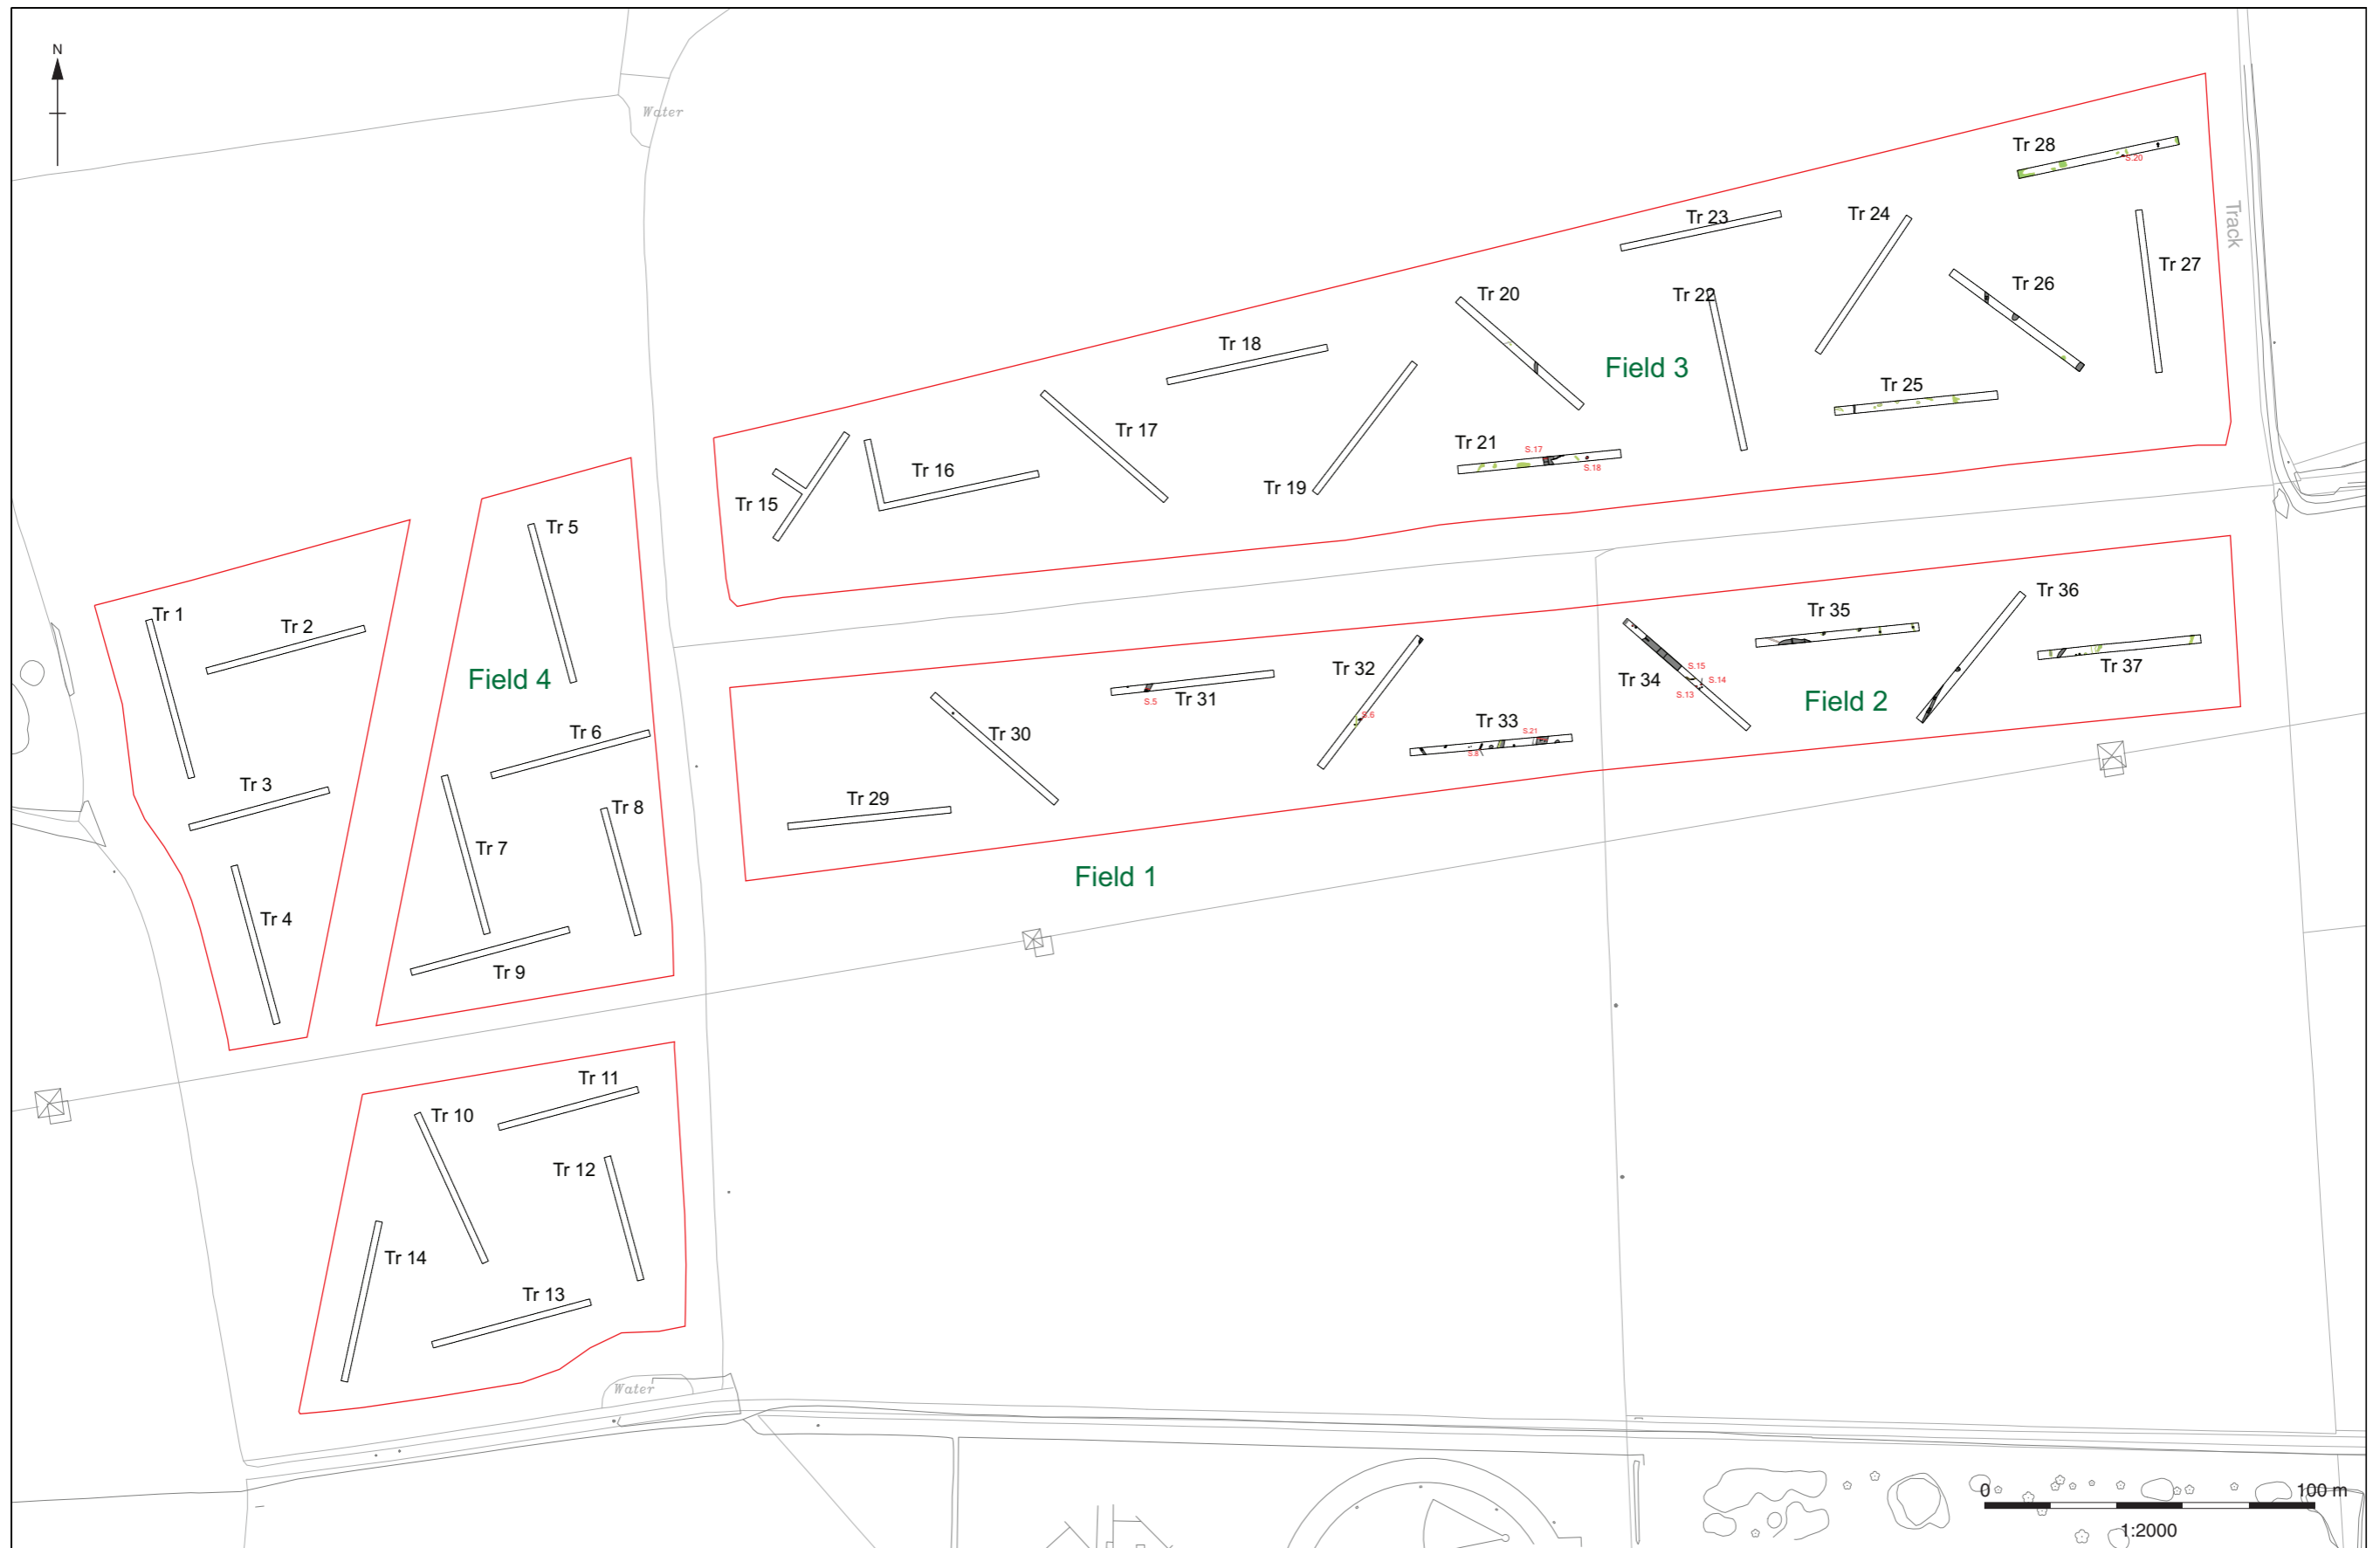 N
Water
Tr 28
S.20
Track
Tr 23
Tr 24
Tr 27
Tr 26
Tr 20
Tr 22
Tr 18
Field 3
Tr 25
Tr 17
Tr 21
S.17
S.18
Tr 16
Tr 19
Tr 15
Tr 5
Tr 1
Tr 2
Field 4
Tr 36
Tr 35
Tr 37
Tr 32
Tr 34
S.15
S.14
S.13
Field 2
Tr 31
S.5
S.6
Tr 33
S.21
S.8
Tr 30
Tr 6
Tr 3
Tr 29
Tr 8
Tr 7
Field 1
Tr 4
Tr 9
Tr 11
Tr 10
Tr 12
Tr 14
Tr 13
Water
0
100 m
1:2000